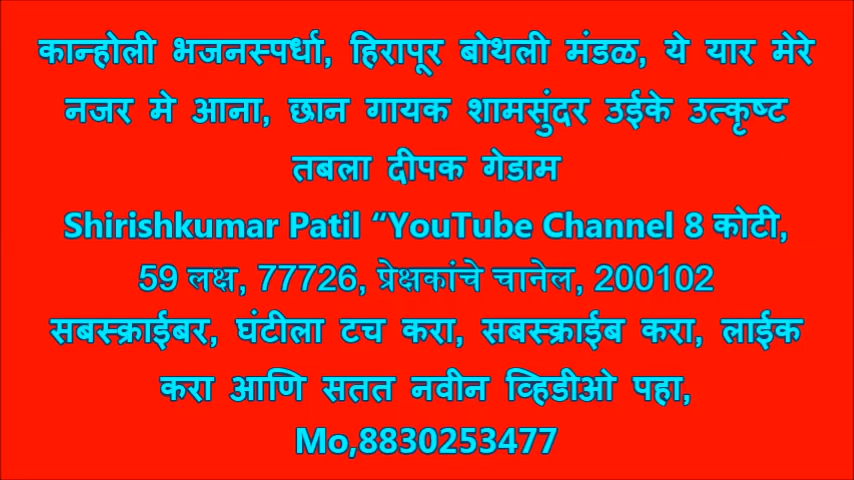 कान्होली भजनस्पर्धा, हिरापूर बोथली मंडळ, ये यार मेरे
नजर मे आना, छान गायक शामसुंदर उईके उत्कृष्ट
तबला दीपक गेडाम
Shirishkumar Patil “YouTube Channel 8 कोटी,
59 लक्ष, 77726, प्रेक्षकांचे चानेल, 200102
सबस्क्राईबर, घंटीला टच करा, सबस्क्राईब करा, लाईक
करा आणि सतत नवीन व्हिडीओ पहा,
Mo,8830253477